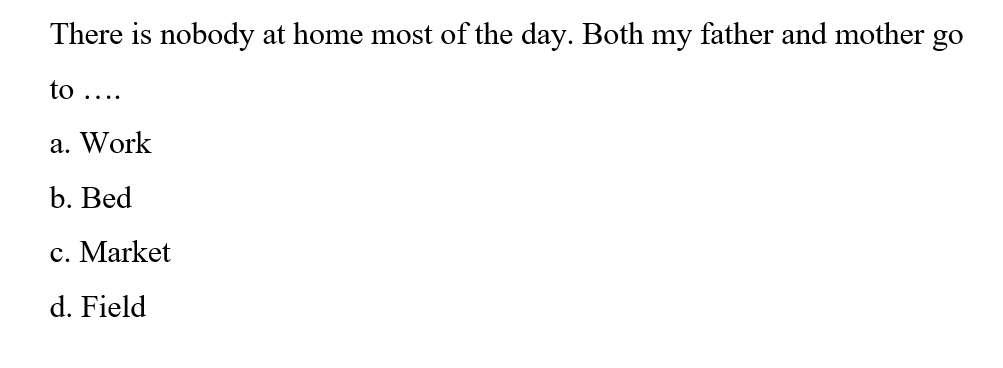 There is nobody at home most of the day. Both my father and mother go
to ….
a. Work
b. Bed
c. Market
d. Field